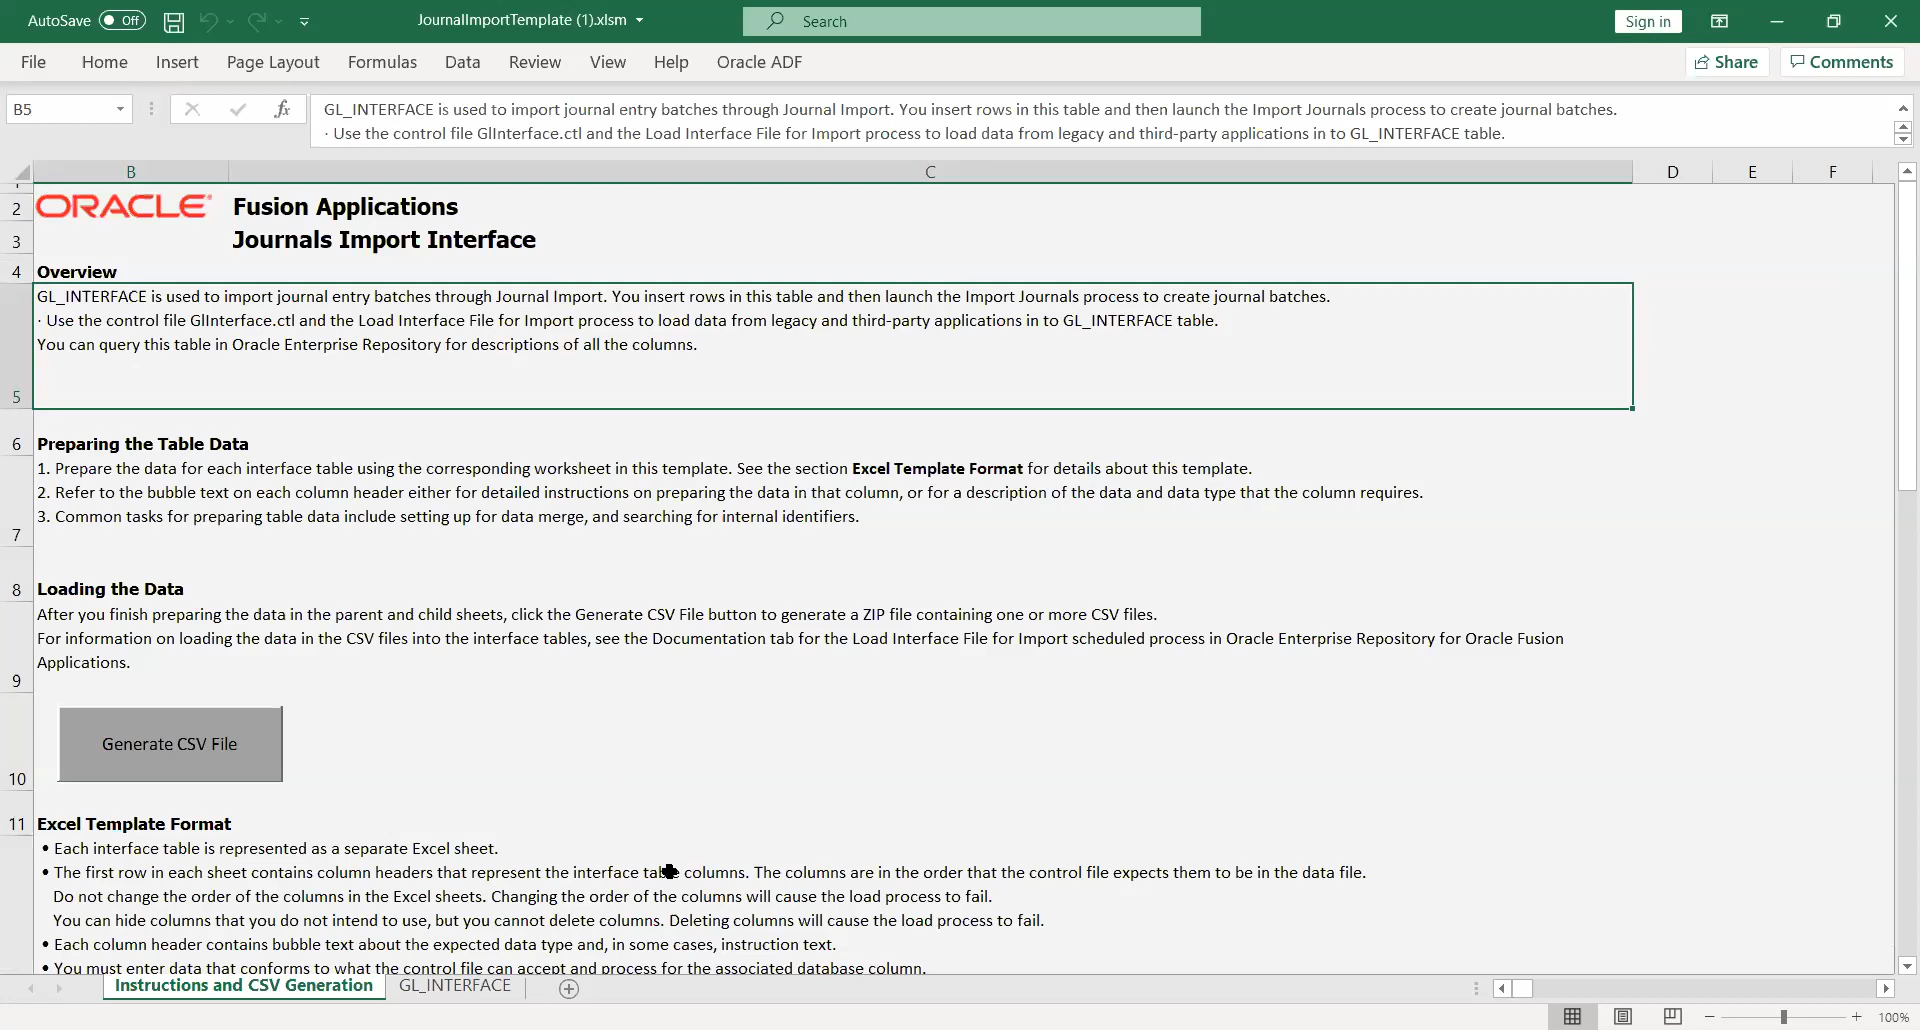 AutoSave Off JournalImportTemplate (1).xlsm Search Sign in
File Home Insert Page Layout Formulas Data Review View Help Oracle ADF Share Comments
B5 fx GL_INTERFACE is used to import journal entry batches through Journal Import. You insert rows in this table and then launch the Import Journals process to create journal batches.
· Use the control file GlInterface.ctl and the Load Interface File for Import process to load data from legacy and third-party applications in to GL_INTERFACE table.
B C D E F
2 ORACLE Fusion Applications
3 Journals Import Interface
4 Overview
GL_INTERFACE is used to import journal entry batches through Journal Import. You insert rows in this table and then launch the Import Journals process to create journal batches.
· Use the control file GlInterface.ctl and the Load Interface File for Import process to load data from legacy and third-party applications in to GL_INTERFACE table.
You can query this table in Oracle Enterprise Repository for descriptions of all the columns.
5
6 Preparing the Table Data
1. Prepare the data for each interface table using the corresponding worksheet in this template. See the section Excel Template Format for details about this template.
2. Refer to the bubble text on each column header either for detailed instructions on preparing the data in that column, or for a description of the data and data type that the column requires.
3. Common tasks for preparing table data include setting up for data merge, and searching for internal identifiers.
7
8 Loading the Data
After you finish preparing the data in the parent and child sheets, click the Generate CSV File button to generate a ZIP file containing one or more CSV files.
For information on loading the data in the CSV files into the interface tables, see the Documentation tab for the Load Interface File for Import scheduled process in Oracle Enterprise Repository for Oracle Fusion
Applications.
9
Generate CSV File
10
11 Excel Template Format
• Each interface table is represented as a separate Excel sheet.
• The first row in each sheet contains column headers that represent the interface table columns. The columns are in the order that the control file expects them to be in the data file.
Do not change the order of the columns in the Excel sheets. Changing the order of the columns will cause the load process to fail.
You can hide columns that you do not intend to use, but you cannot delete columns. Deleting columns will cause the load process to fail.
• Each column header contains bubble text about the expected data type and, in some cases, instruction text.
• You must enter data that conforms to what the control file can accept and process for the associated database column.
Instructions and CSV Generation GL_INTERFACE
100%